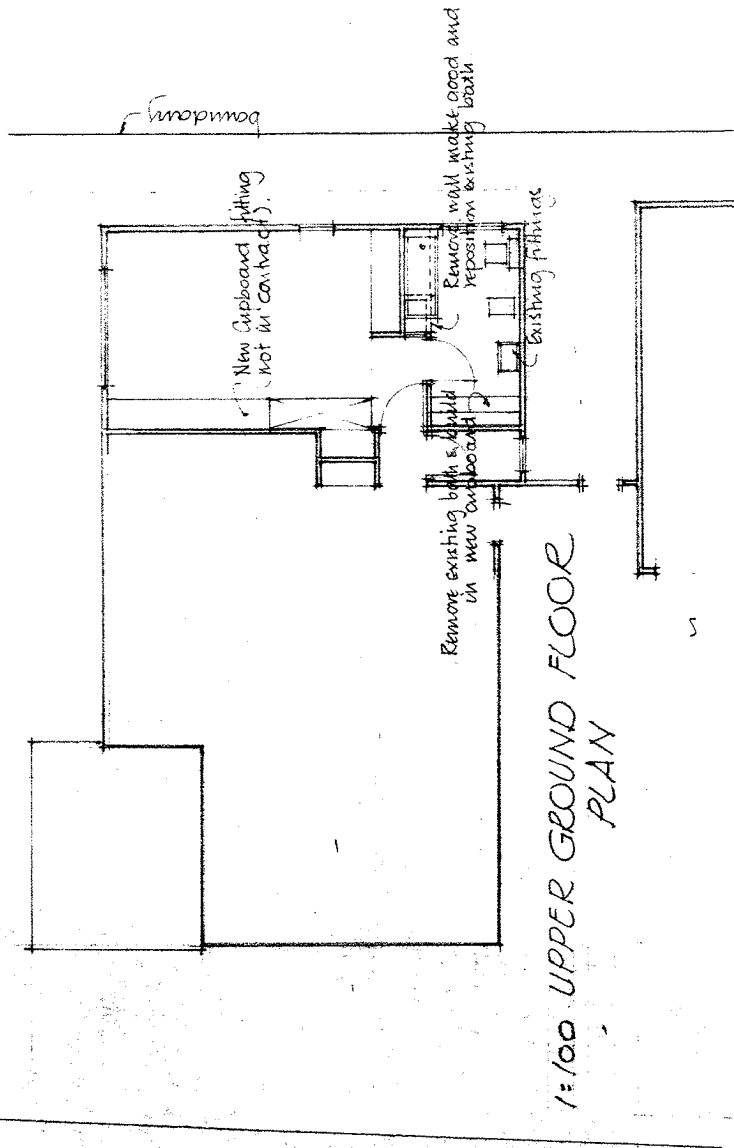 boundary
New Cupboard fitting
(not in contract).
Remove wall make good and
reposition existing bath
Existing fittings
Remove existing bath & build
in new cupboard
1:100 UPPER GROUND FLOOR
PLAN